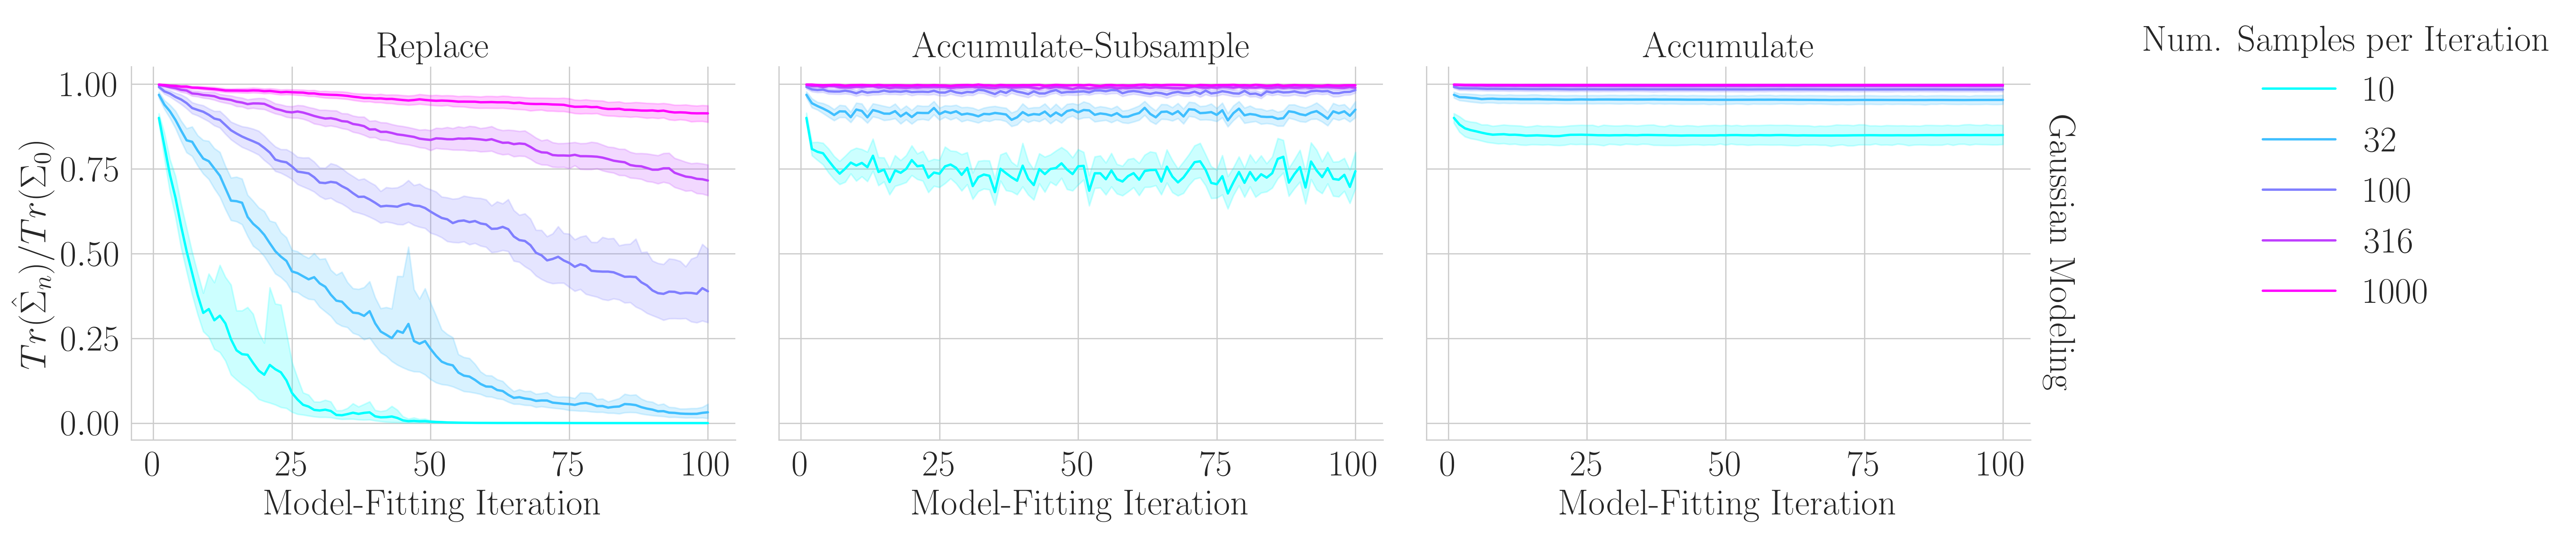 Replace
Accumulate-Subsample
Accumulate
Num. Samples per Iteration
10
32
100
316
1000
Tr(Σ̂ₙ)/Tr(Σ₀)
1.00
0.75
0.50
0.25
0.00
0 25 50 75 100
0 25 50 75 100
0 25 50 75 100
Model-Fitting Iteration
Model-Fitting Iteration
Model-Fitting Iteration
Gaussian Modeling